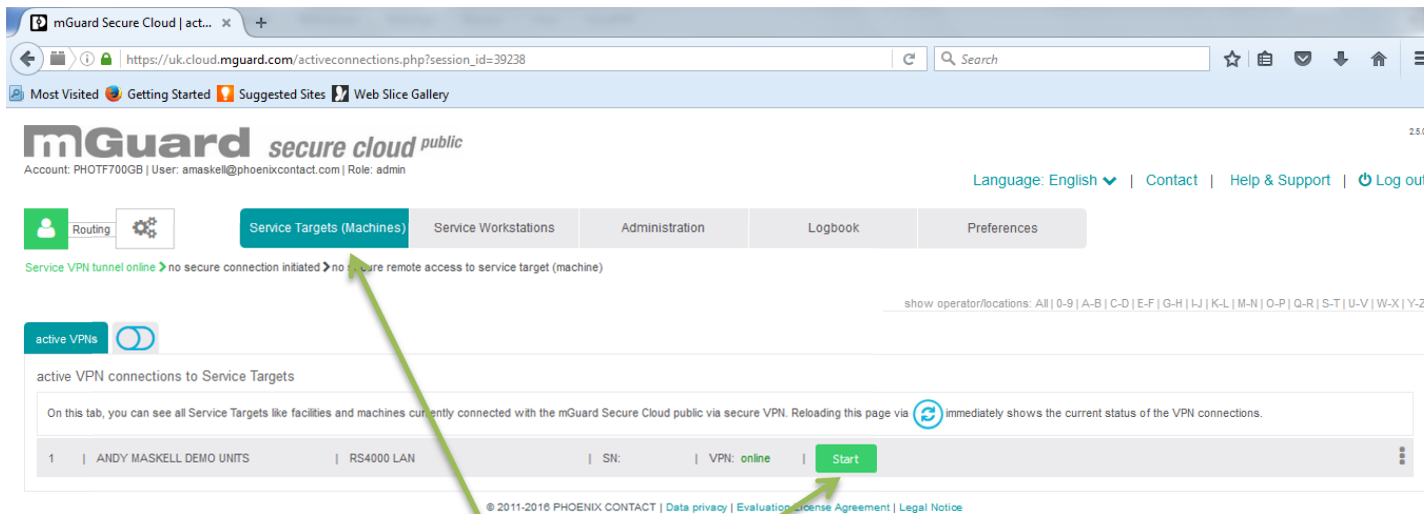 mGuard Secure Cloud | act... × +
https://uk.cloud.mguard.com/activeconnections.php?session_id=39238 Search
Most Visited Getting Started Suggested Sites Web Slice Gallery
mGuard secure cloud public
2.5.0
Account: PHOTF700GB | User: amaskell@phoenixcontact.com | Role: admin
Language: English | Contact | Help & Support | Log out
Routing Service Targets (Machines) Service Workstations Administration Logbook Preferences
Service VPN tunnel online no secure connection initiated no secure remote access to service target (machine)
show operator/locations: All | 0-9 | A-B | C-D | E-F | G-H | I-J | K-L | M-N | O-P | Q-R | S-T | U-V | W-X | Y-Z
active VPNs
active VPN connections to Service Targets
On this tab, you can see all Service Targets like facilities and machines currently connected with the mGuard Secure Cloud public via secure VPN. Reloading this page via immediately shows the current status of the VPN connections.
1 | ANDY MASKELL DEMO UNITS | RS4000 LAN | SN: | VPN: online | Start
© 2011-2016 PHOENIX CONTACT | Data privacy | Evaluation License Agreement | Legal Notice